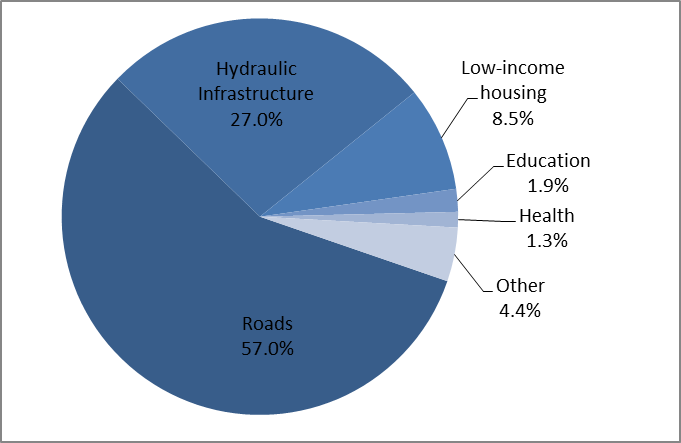 Hydraulic
Infrastructure
27.0%
Low-income
housing
8.5%
Education
1.9%
Health
1.3%
Other
4.4%
Roads
57.0%